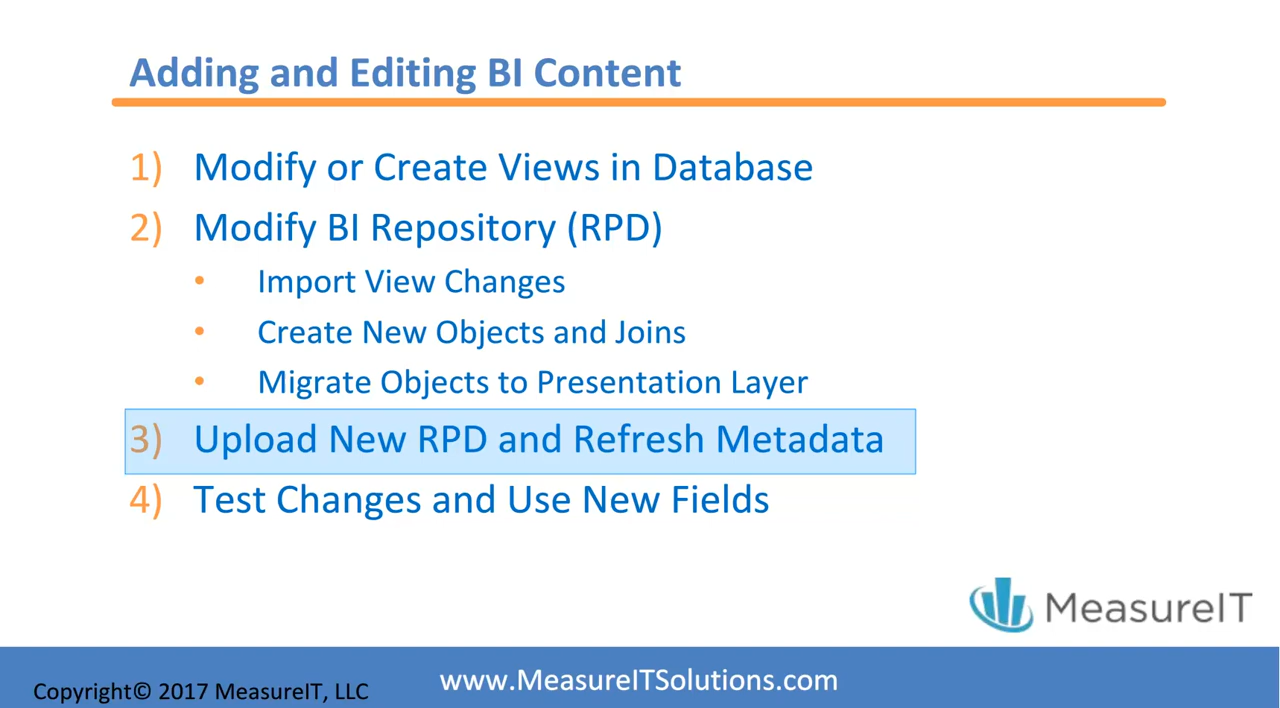 Adding and Editing BI Content
1) Modify or Create Views in Database
2) Modify BI Repository (RPD)
• Import View Changes
• Create New Objects and Joins
• Migrate Objects to Presentation Layer
3) Upload New RPD and Refresh Metadata
4) Test Changes and Use New Fields
MeasureIT
www.MeasureITSolutions.com
Copyright© 2017 MeasureIT, LLC